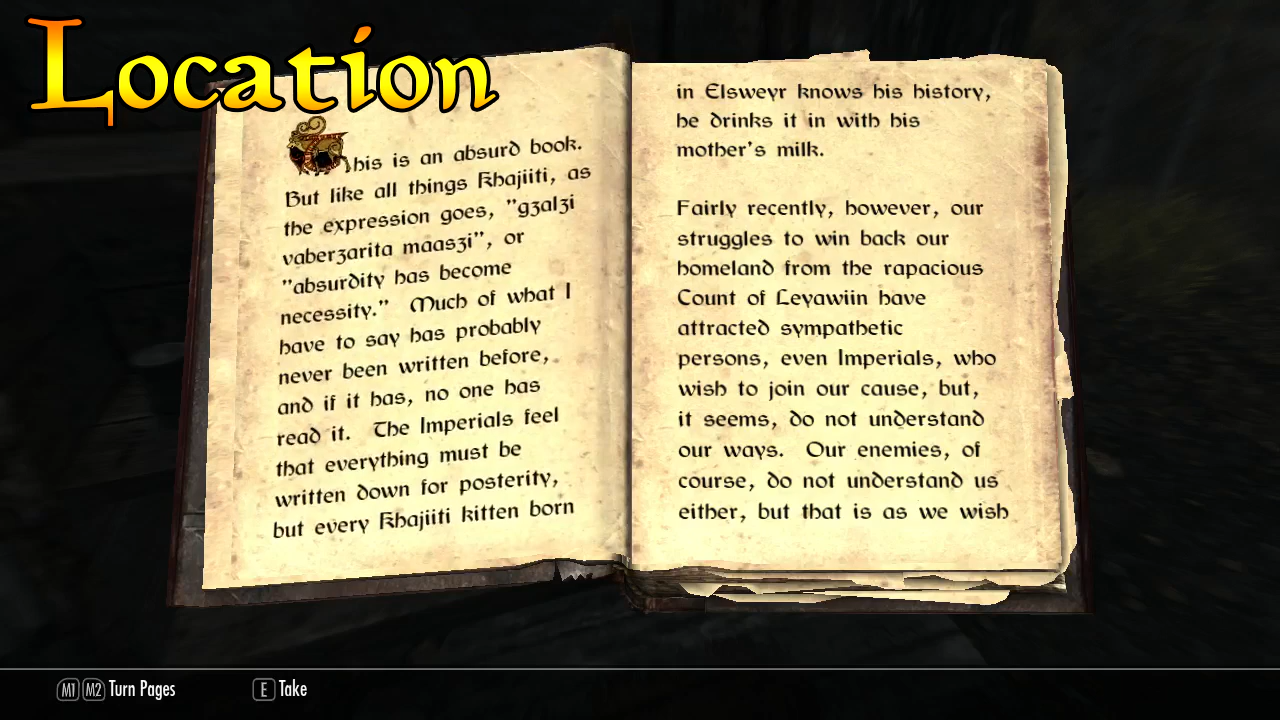 Location
This is an absurd book.
But like all things Khajiiti, as
the expression goes, "gzalzi
vaberzarita maaszi", or
"absurdity has become
necessity."  Much of what I
have to say has probably
never been written before,
and if it has, no one has
read it.  The Imperials feel
that everything must be
written down for posterity,
but every Khajiiti kitten born
in Elsweyr knows his history,
he drinks it in with his
mother's milk.
Fairly recently, however, our
struggles to win back our
homeland from the rapacious
Count of Leyawiin have
attracted sympathetic
persons, even Imperials, who
wish to join our cause, but,
it seems, do not understand
our ways.  Our enemies, of
course, do not understand us
either, but that is as we wish
M1 M2 Turn Pages
E Take